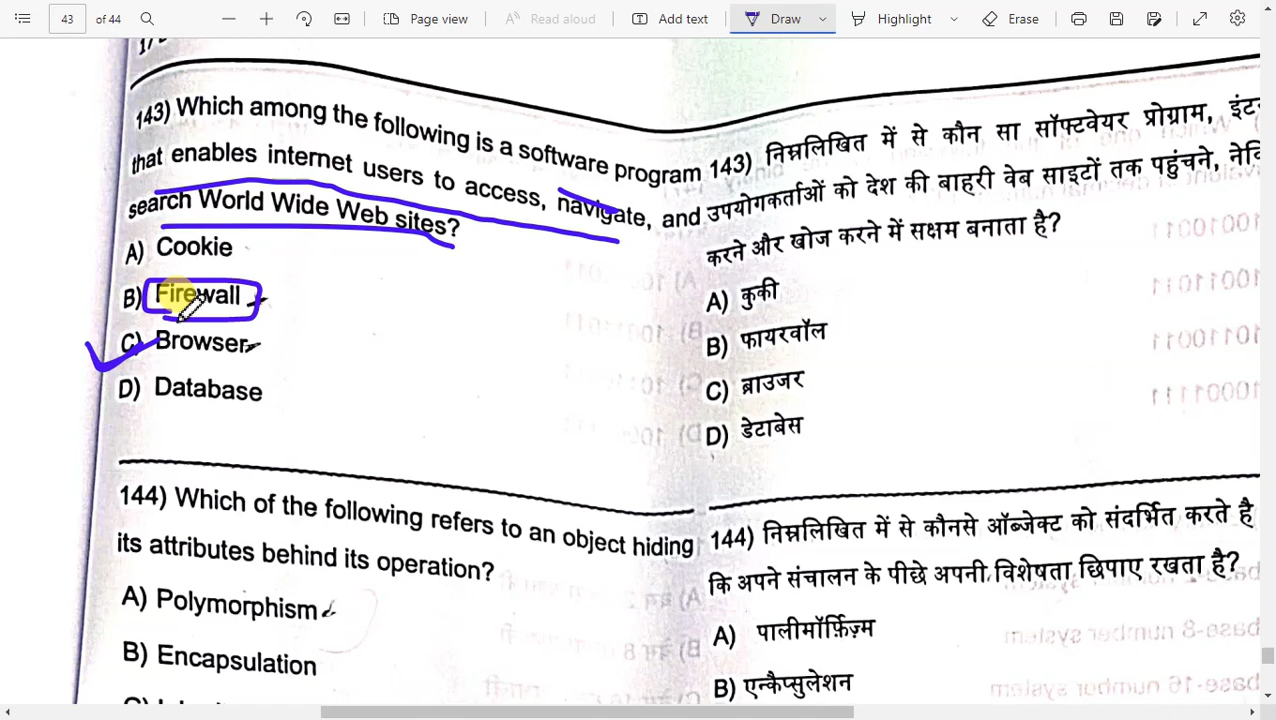 43 of 44 Page view Read aloud Add text Draw Highlight Erase
143) Which among the following is a software program
that enables internet users to access, navigate, and
search World Wide Web sites?
A) Cookie
B) Firewall
C) Browser
D) Database
143) निम्नलिखित में से कौन सा सॉफ्टवेयर प्रोग्राम,
उपयोगकर्ताओं को देश की बाहरी वेब साइटों तक पहुंचने,
करने और खोज करने में सक्षम बनाता है?
A) कुकी
B) फायरवॉल
C) ब्राउजर
D) डेटाबेस
144) Which of the following refers to an object hiding
its attributes behind its operation?
A) Polymorphism
B) Encapsulation
144) निम्नलिखित में से कौनसे ऑब्जेक्ट को संदर्भित करते है
कि अपने संचालन के पीछे अपनी विशेषता छिपाए रखता है?
A) पालीमॉर्फ़िज़्म
B) एन्कैप्सुलेशन